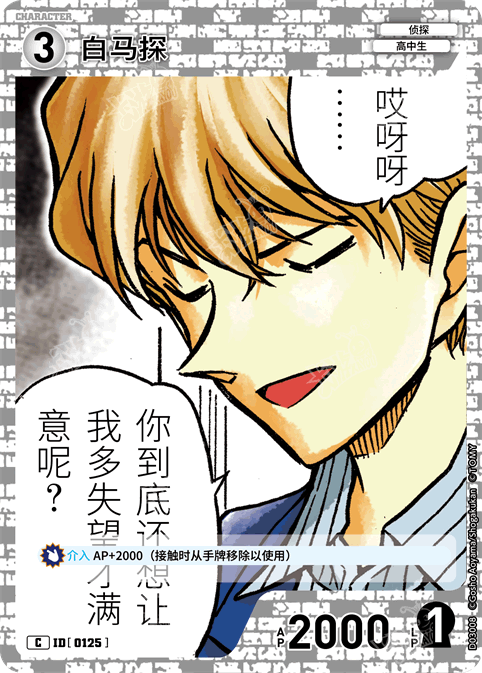 CHARACTER
3 白马探
侦探
高中生
哎呀呀
……
你到底还想让
我多失望才满
意呢？
介入 AP+2000（接触时从手牌移除以使用）
C ID[ 0125 ]
AP 2000 LP 1
D03008 ©Gosho Aoyama/Shogakukan ©TOMY